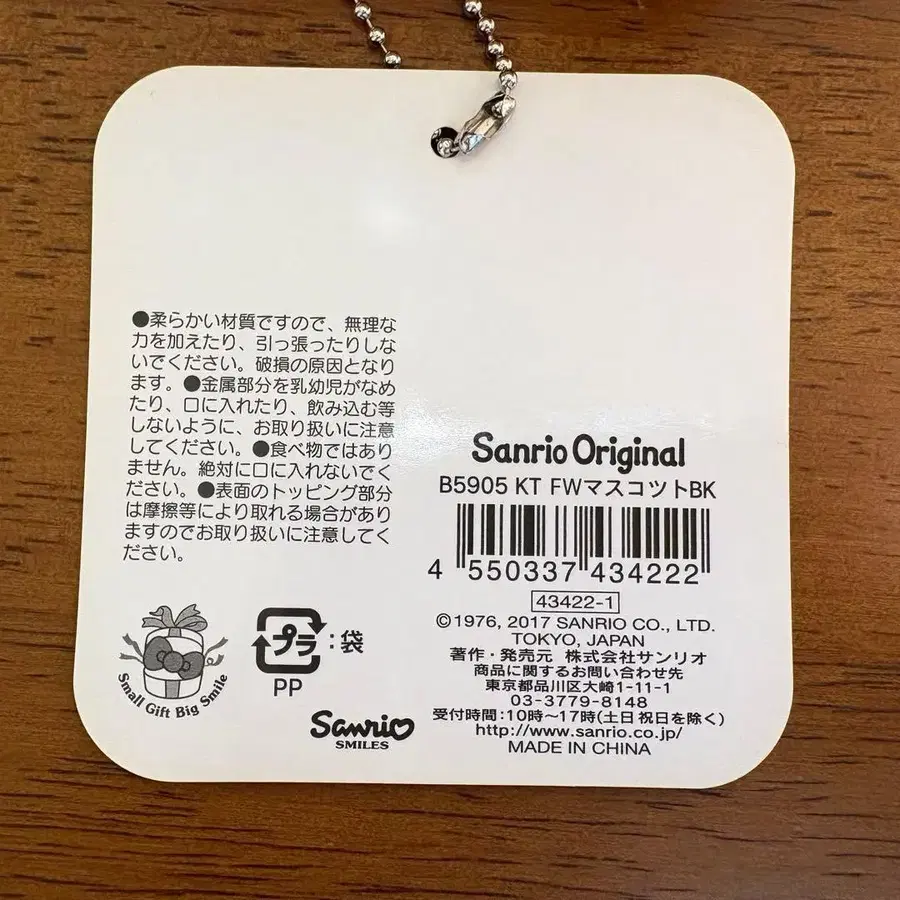 ●柔らかい材質ですので、無理な
力を加えたり、引っ張ったりしな
いでください。破損の原因となり
ます。●金属部分を乳幼児がなめ
たり、口に入れたり、飲み込む等
しないように、お取り扱いに注意
してください。●食べ物ではあり
ません。絶対に口に入れないでく
ださい。●表面のトッピング部分
は摩擦等により取れる場合があり
ますのでお取り扱いに注意してく
ださい。
Small Gift Big Smile
プラ:袋
PP
Sanrio
SMILES
Sanrio Original
B5905 KT FWマスコツトBK
4 550337 434222
43422-1
©1976, 2017 SANRIO CO., LTD.
TOKYO, JAPAN
著作・発売元 株式会社サンリオ
商品に関するお問い合わせ先
東京都品川区大崎1-11-1
03-3779-8148
受付時間:10時~17時(土日祝日を除く)
http://www.sanrio.co.jp/
MADE IN CHINA